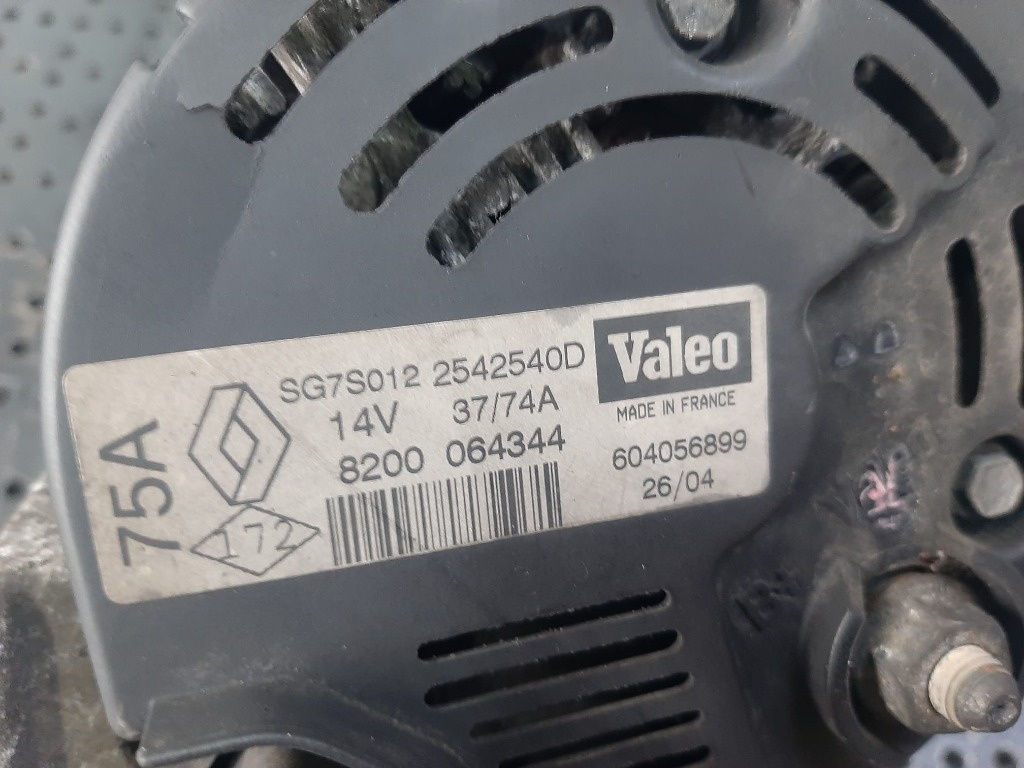 75A
172
SG7S012 2542540D
14V 37/74A
8200 064344
Valeo
MADE IN FRANCE
604056899
26/04